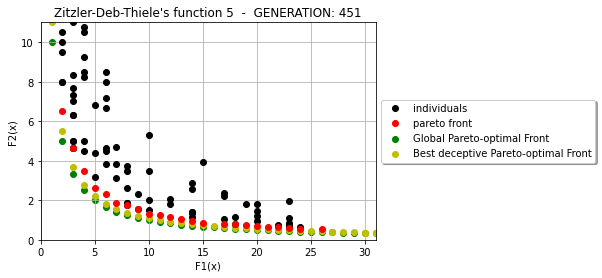 Zitzler-Deb-Thiele's function 5 - GENERATION: 451
F2(x)
10
8
6
4
2
0
0 5 10 15 20 25 30
F1(x)
individuals
pareto front
Global Pareto-optimal Front
Best deceptive Pareto-optimal Front